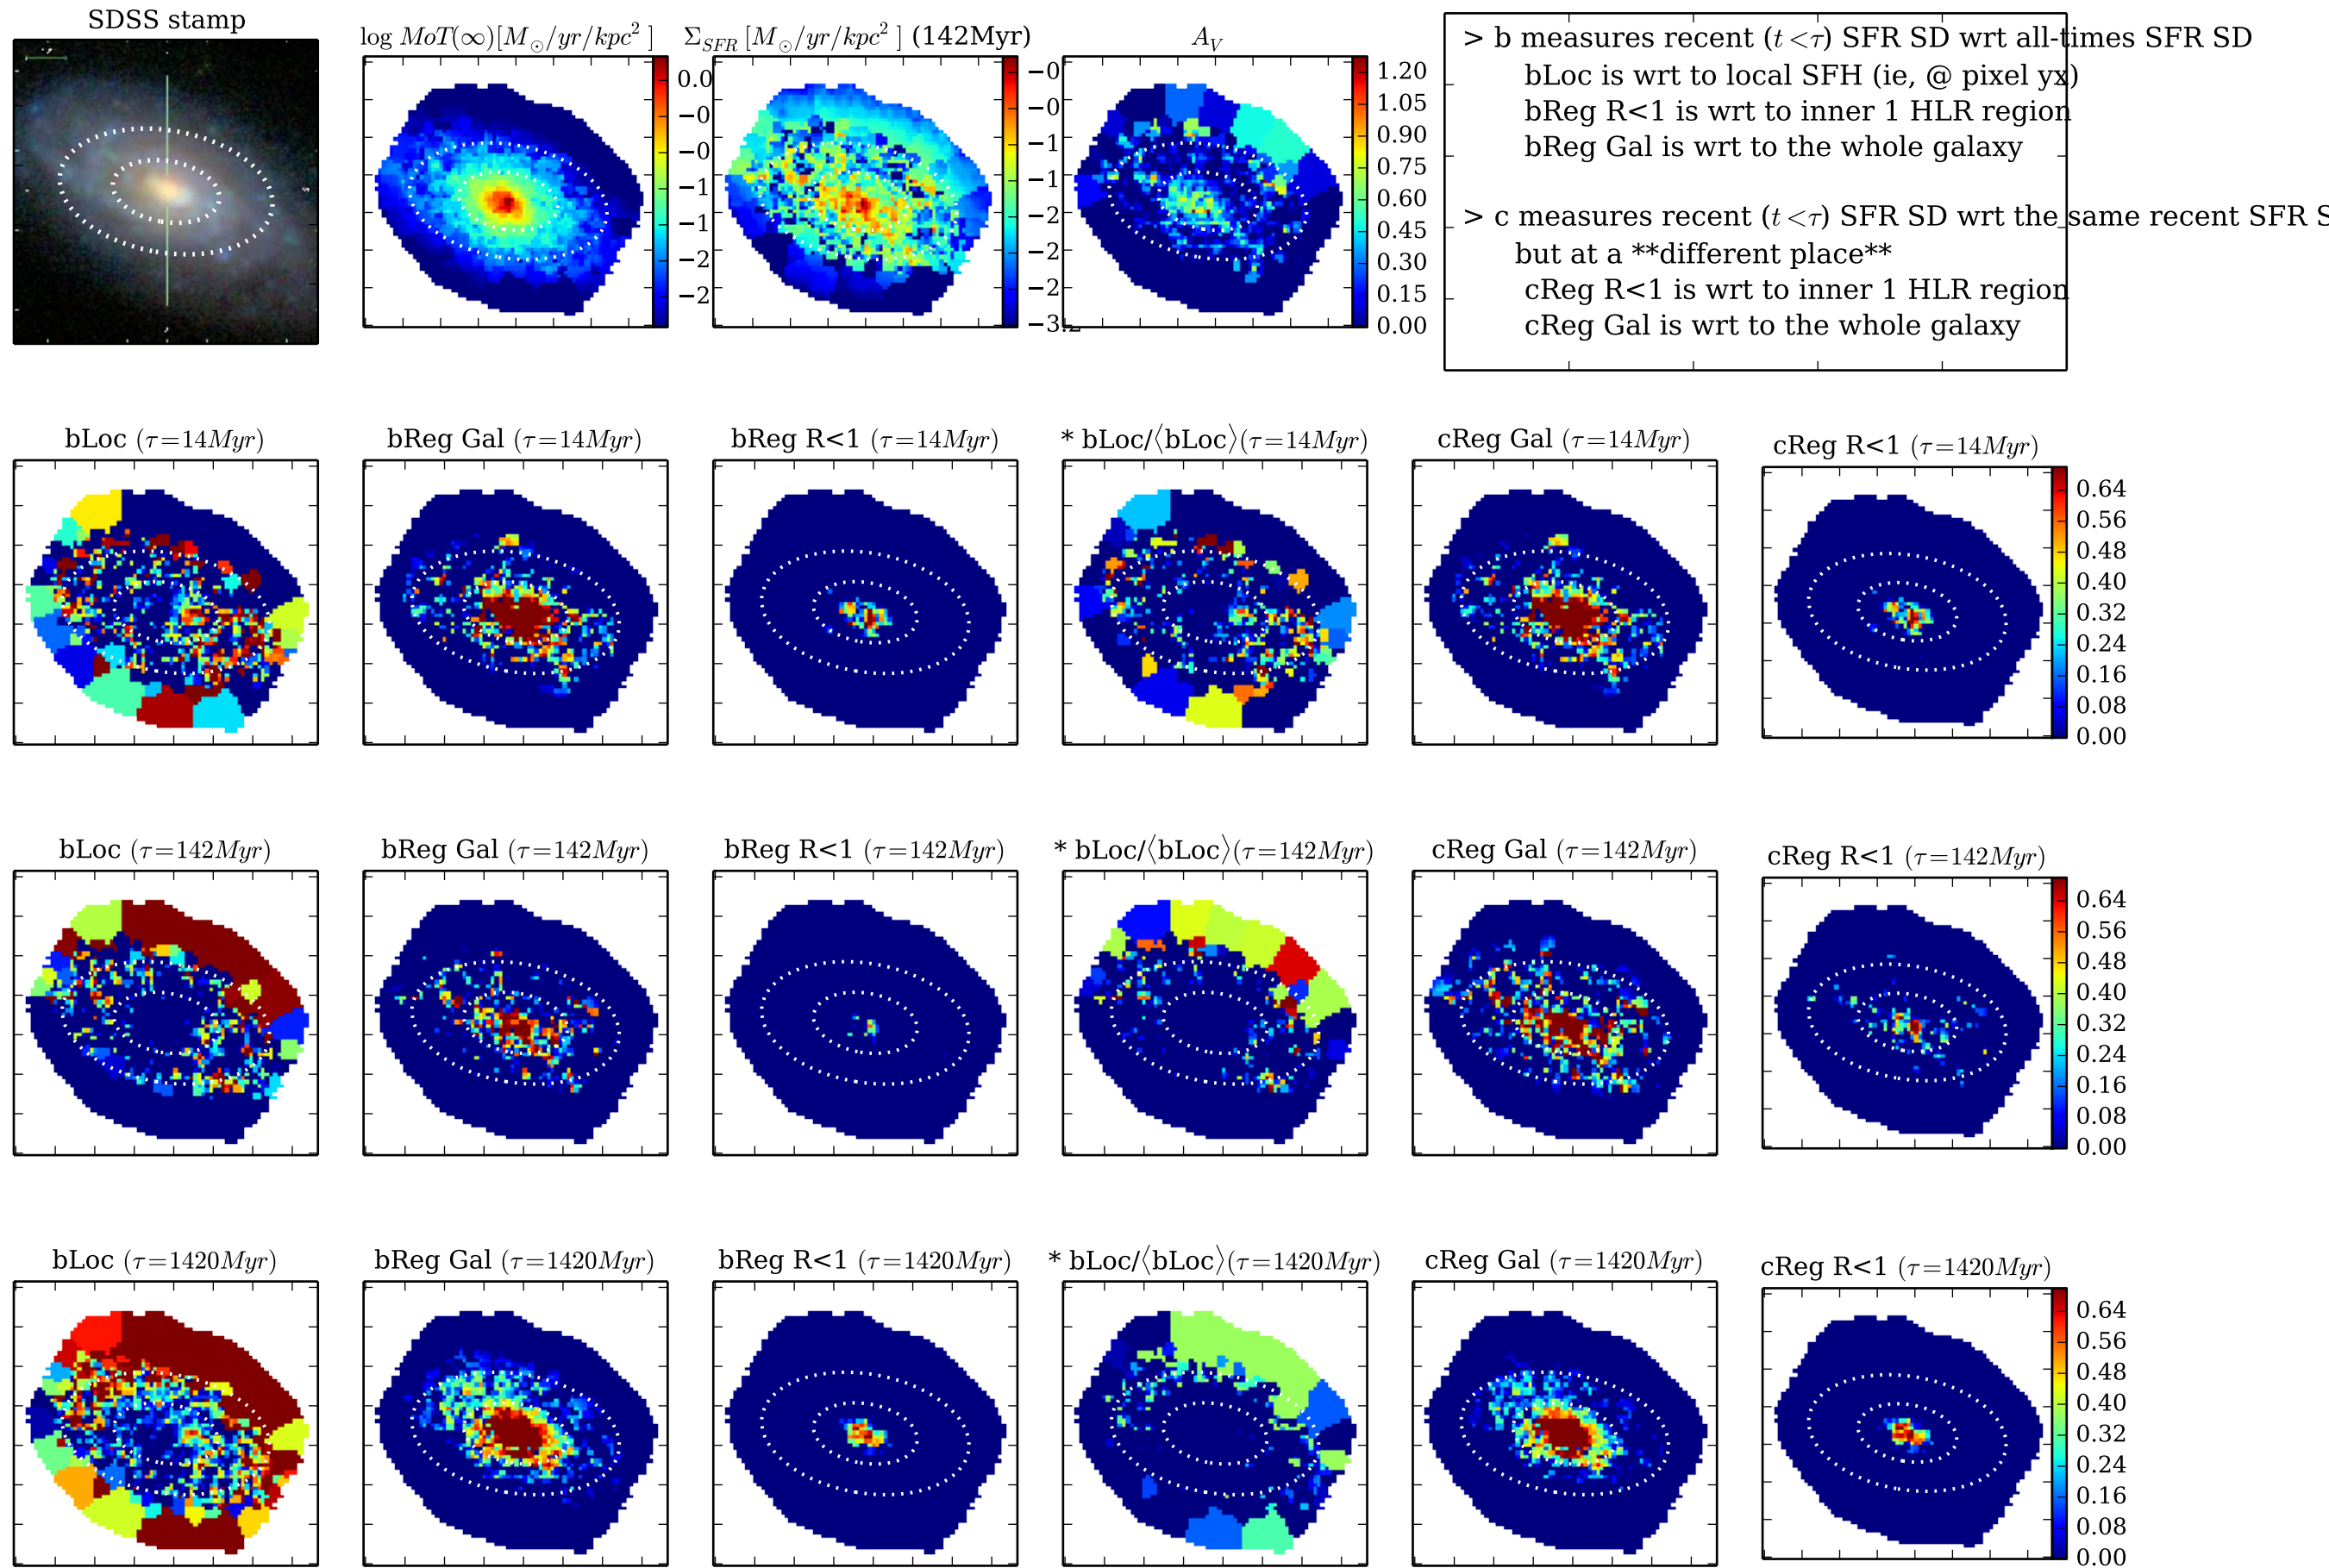 SDSS stamp
log MoT(∞)[M⊙/yr/kpc² ]
Σ_SFR [M⊙/yr/kpc² ] (142Myr)
A_V
0.0
−0
−0
−1
−1
−2
−2
−0
−0
−1
−1
−2
−2
−2
−3.2
1.20
1.05
0.90
0.75
0.60
0.45
0.30
0.15
0.00
> b measures recent (t<τ) SFR SD wrt all-times SFR SD
bLoc is wrt to local SFH (ie, @ pixel yx)
bReg R<1 is wrt to inner 1 HLR region
bReg Gal is wrt to the whole galaxy
> c measures recent (t<τ) SFR SD wrt the same recent SFR S
but at a **different place**
cReg R<1 is wrt to inner 1 HLR region
cReg Gal is wrt to the whole galaxy
bLoc (τ=14Myr)
bReg Gal (τ=14Myr)
bReg R<1 (τ=14Myr)
* bLoc/⟨bLoc⟩(τ=14Myr)
cReg Gal (τ=14Myr)
cReg R<1 (τ=14Myr)
0.64
0.56
0.48
0.40
0.32
0.24
0.16
0.08
0.00
bLoc (τ=142Myr)
bReg Gal (τ=142Myr)
bReg R<1 (τ=142Myr)
* bLoc/⟨bLoc⟩(τ=142Myr)
cReg Gal (τ=142Myr)
cReg R<1 (τ=142Myr)
0.64
0.56
0.48
0.40
0.32
0.24
0.16
0.08
0.00
bLoc (τ=1420Myr)
bReg Gal (τ=1420Myr)
bReg R<1 (τ=1420Myr)
* bLoc/⟨bLoc⟩(τ=1420Myr)
cReg Gal (τ=1420Myr)
cReg R<1 (τ=1420Myr)
0.64
0.56
0.48
0.40
0.32
0.24
0.16
0.08
0.00